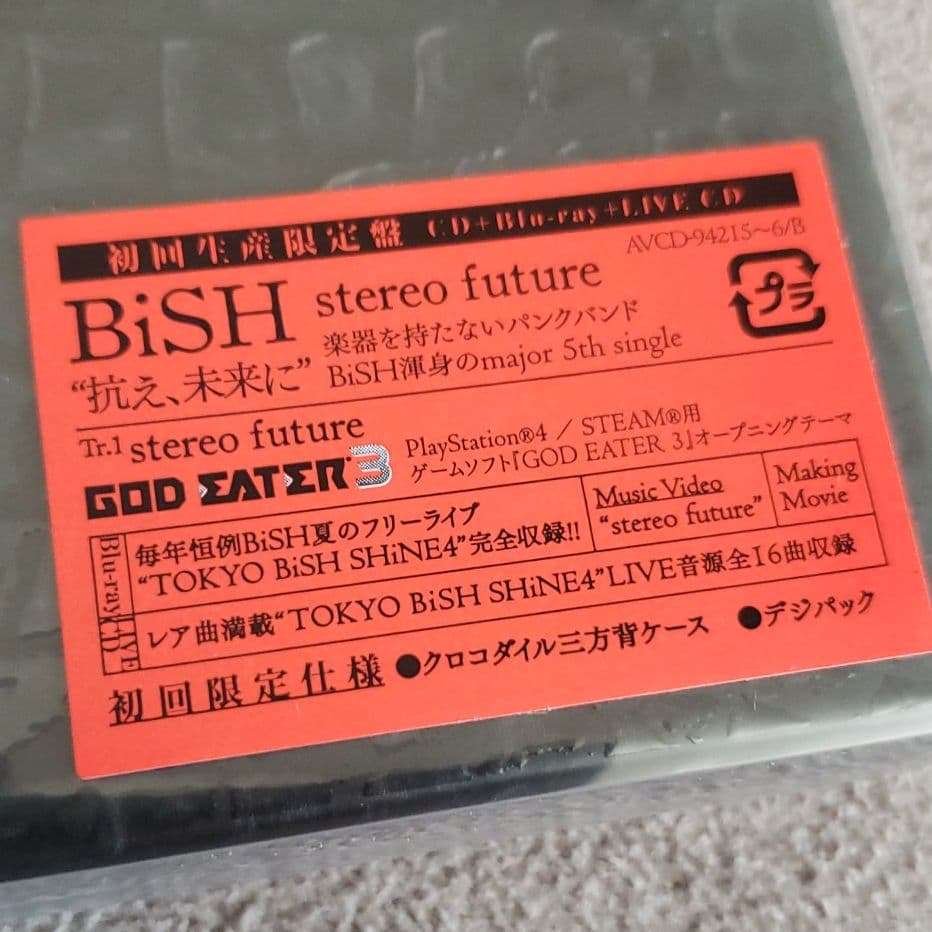 初回生産限定盤 CD+Blu-ray+LIVE CD
AVCD-94215～6/B
BiSH stereo future
プラ
楽器を持たないパンクバンド
“抗え、未来に” BiSH渾身のmajor 5th single
Tr.1 stereo future
GOD EATER 3
PlayStation®4 / STEAM®用
ゲームソフト『GOD EATER 3』オープニングテーマ
Blu-ray
毎年恒例BiSH夏のフリーライブ
“TOKYO BiSH SHiNE4”完全収録!!
Music Video
“stereo future”
Making
Movie
LIVE
CD
レア曲満載“TOKYO BiSH SHiNE4”LIVE音源全16曲収録
初回限定仕様 ●クロコダイル三方背ケース ●デジパック